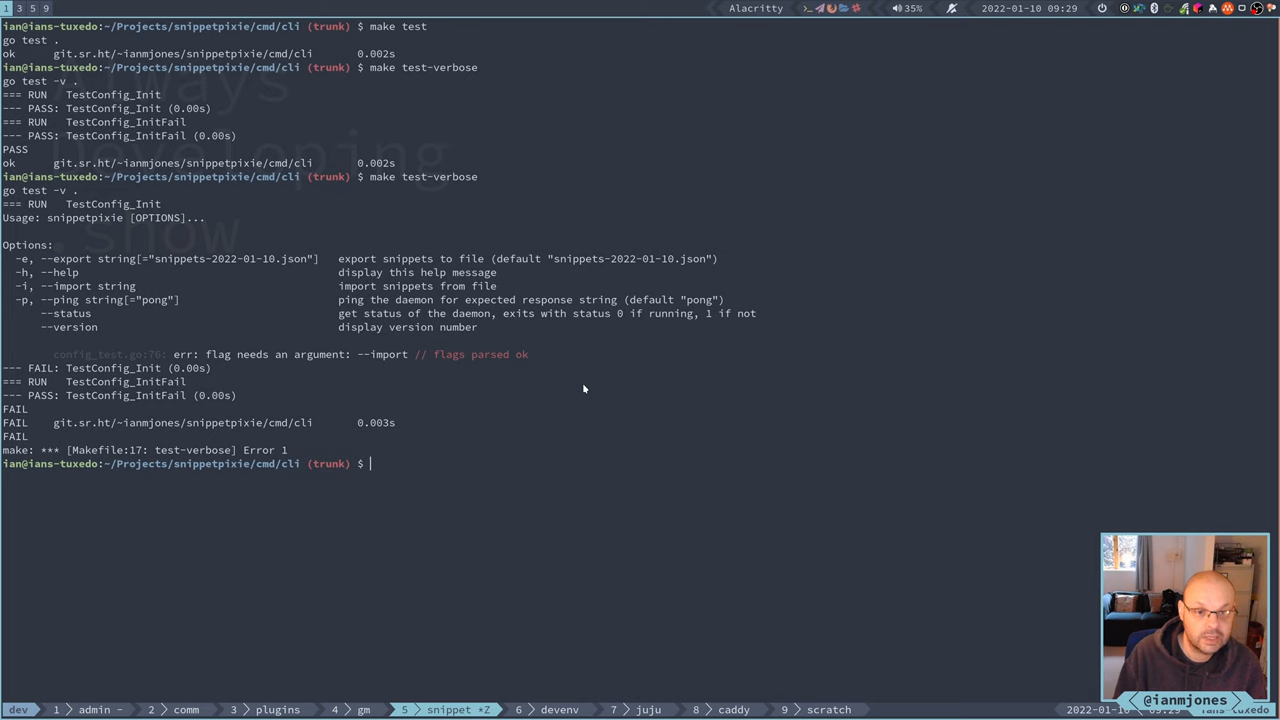 1 3 5 9
Alacritty
35%
2022-01-10 09:29
ian@ians-tuxedo:~/Projects/snippetpixie/cmd/cli (trunk) $ make test
go test .
ok      git.sr.ht/~ianmjones/snippetpixie/cmd/cli       0.002s
ian@ians-tuxedo:~/Projects/snippetpixie/cmd/cli (trunk) $ make test-verbose
go test -v .
=== RUN   TestConfig_Init
--- PASS: TestConfig_Init (0.00s)
=== RUN   TestConfig_InitFail
--- PASS: TestConfig_InitFail (0.00s)
PASS
ok      git.sr.ht/~ianmjones/snippetpixie/cmd/cli       0.002s
ian@ians-tuxedo:~/Projects/snippetpixie/cmd/cli (trunk) $ make test-verbose
go test -v .
=== RUN   TestConfig_Init
Usage: snippetpixie [OPTIONS]...
Options:
-e, --export string[="snippets-2022-01-10.json"]   export snippets to file (default "snippets-2022-01-10.json")
-h, --help                                         display this help message
-i, --import string                                import snippets from file
-p, --ping string[="pong"]                         ping the daemon for expected response string (default "pong")
--status                                       get status of the daemon, exits with status 0 if running, 1 if not
--version                                      display version number
config_test.go:76: err: flag needs an argument: --import // flags parsed ok
--- FAIL: TestConfig_Init (0.00s)
=== RUN   TestConfig_InitFail
--- PASS: TestConfig_InitFail (0.00s)
FAIL
FAIL    git.sr.ht/~ianmjones/snippetpixie/cmd/cli       0.003s
FAIL
make: *** [Makefile:17: test-verbose] Error 1
ian@ians-tuxedo:~/Projects/snippetpixie/cmd/cli (trunk) $
Always
Developing
.show
@ianmjones
dev 1 admin - 2 comm 3 plugins 4 gm 5 snippet *Z 6 devenv 7 juju 8 caddy 9 scratch